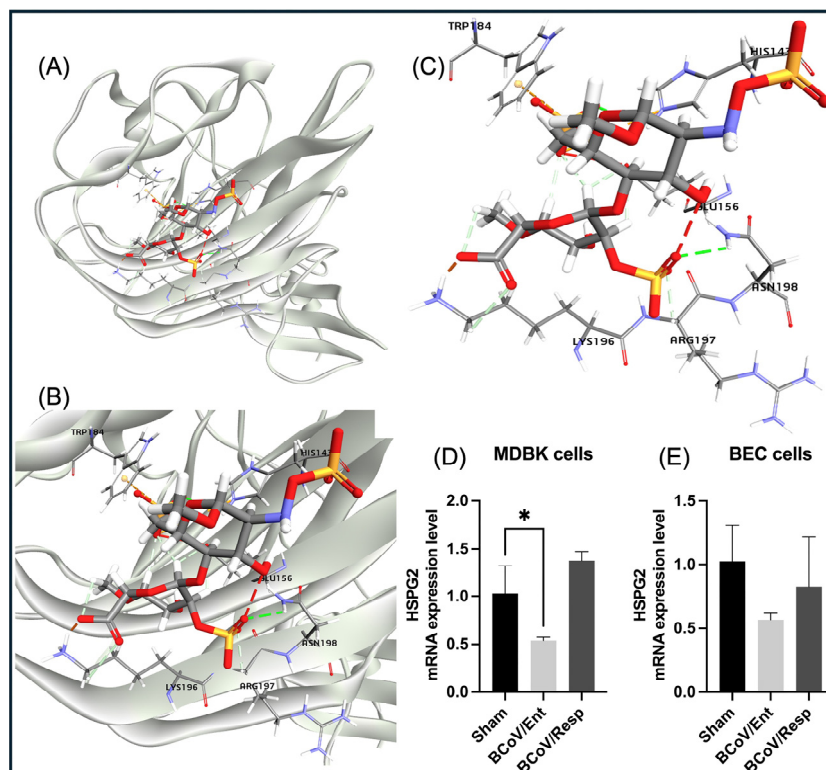 (A)
(B)
TRP184
HIS14
GLU156
ASN198
LYS196
ARG197
(C)
TRP184
HIS143
GLU156
ASN198
LYS196
ARG197
(D) MDBK cells
HSPG2
mRNA expression level
2.0
1.5
1.0
0.5
0.0
*
Sham
BCoV/Ent
BCoV/Resp
(E) BEC cells
HSPG2
mRNA expression level
1.5
1.0
0.5
0.0
Sham
BCoV/Ent
BCoV/Resp